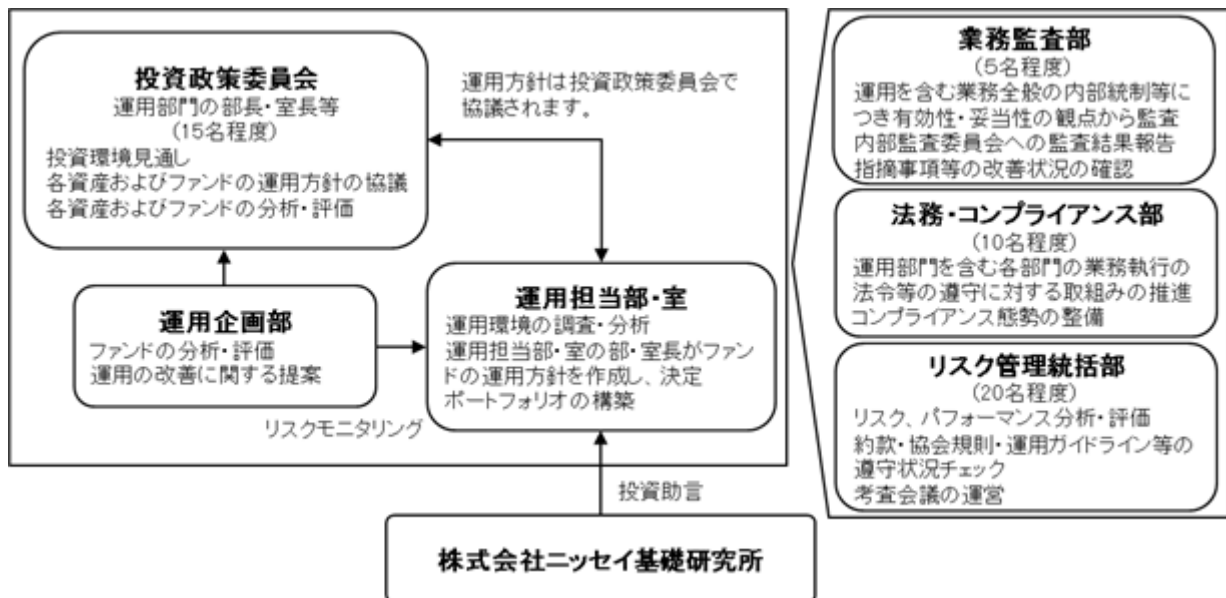 投資政策委員会
運用部門の部長・室長等
(15名程度)
投資環境見通し
各資産およびファンドの運用方針の協議
各資産およびファンドの分析・評価
運用方針は投資政策委員会で
協議されます。
運用企画部
ファンドの分析・評価
運用の改善に関する提案
リスクモニタリング
運用担当部・室
運用環境の調査・分析
運用担当部・室の部・室長がファン
ドの運用方針を作成し、決定
ポートフォリオの構築
投資助言
株式会社ニッセイ基礎研究所
業務監査部
(5名程度)
運用を含む業務全般の内部統制等に
つき有効性・妥当性の観点から監査
内部監査委員会への監査結果報告
指摘事項等の改善状況の確認
法務・コンプライアンス部
(10名程度)
運用部門を含む各部門の業務執行の
法令等の遵守に対する取組みの推進
コンプライアンス態勢の整備
リスク管理統括部
(20名程度)
リスク、パフォーマンス分析・評価
約款・協会規則・運用ガイドライン等の
遵守状況チェック
考査会議の運営